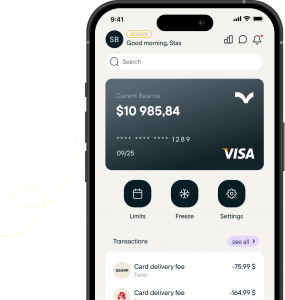 9:41
SB
GOLDEN
Good morning, Stas
Search
Current Balance
$10 985,84
**** **** **** 1289
09/25
VISA
Limits
Freeze
Settings
Transactions
see all
Card delivery fee
-75.99 $
Today
Card delivery fee
-164.99 $